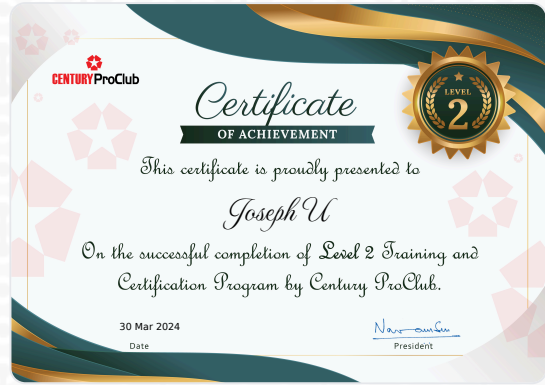 CENTURY ProClub
Certificate
OF ACHIEVEMENT
LEVEL
2
This certificate is proudly presented to
Joseph U
On the successful completion of Level 2 Training and
Certification Program by Century ProClub.
30 Mar 2024
Date
President